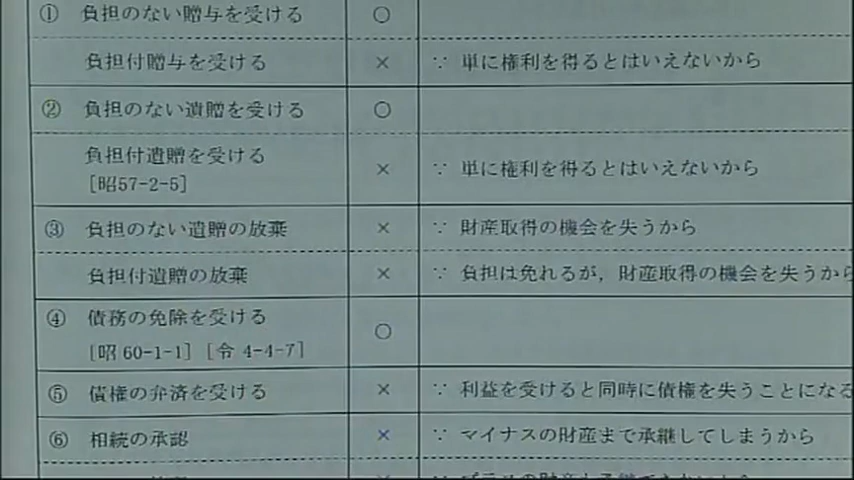 ① 負担のない贈与を受ける ○
負担付贈与を受ける × ∵ 単に権利を得るとはいえないから
② 負担のない遺贈を受ける ○
負担付遺贈を受ける
[昭57-2-5] × ∵ 単に権利を得るとはいえないから
③ 負担のない遺贈の放棄 × ∵ 財産取得の機会を失うから
負担付遺贈の放棄 × ∵ 負担は免れるが，財産取得の機会を失うから
④ 債務の免除を受ける ○
[昭60-1-1] [令4-4-7]
⑤ 債権の弁済を受ける × ∵ 利益を受けると同時に債権を失うことになる
⑥ 相続の承認 × ∵ マイナスの財産まで承継してしまうから